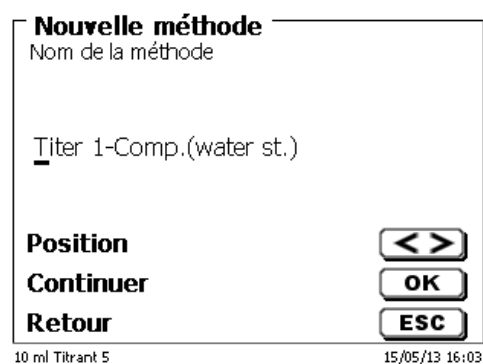 Nouvelle méthode
Nom de la méthode
Titer 1-Comp.(water st.)
Position < >
Continuer OK
Retour ESC
10 ml Titrant 5 15/05/13 16:03